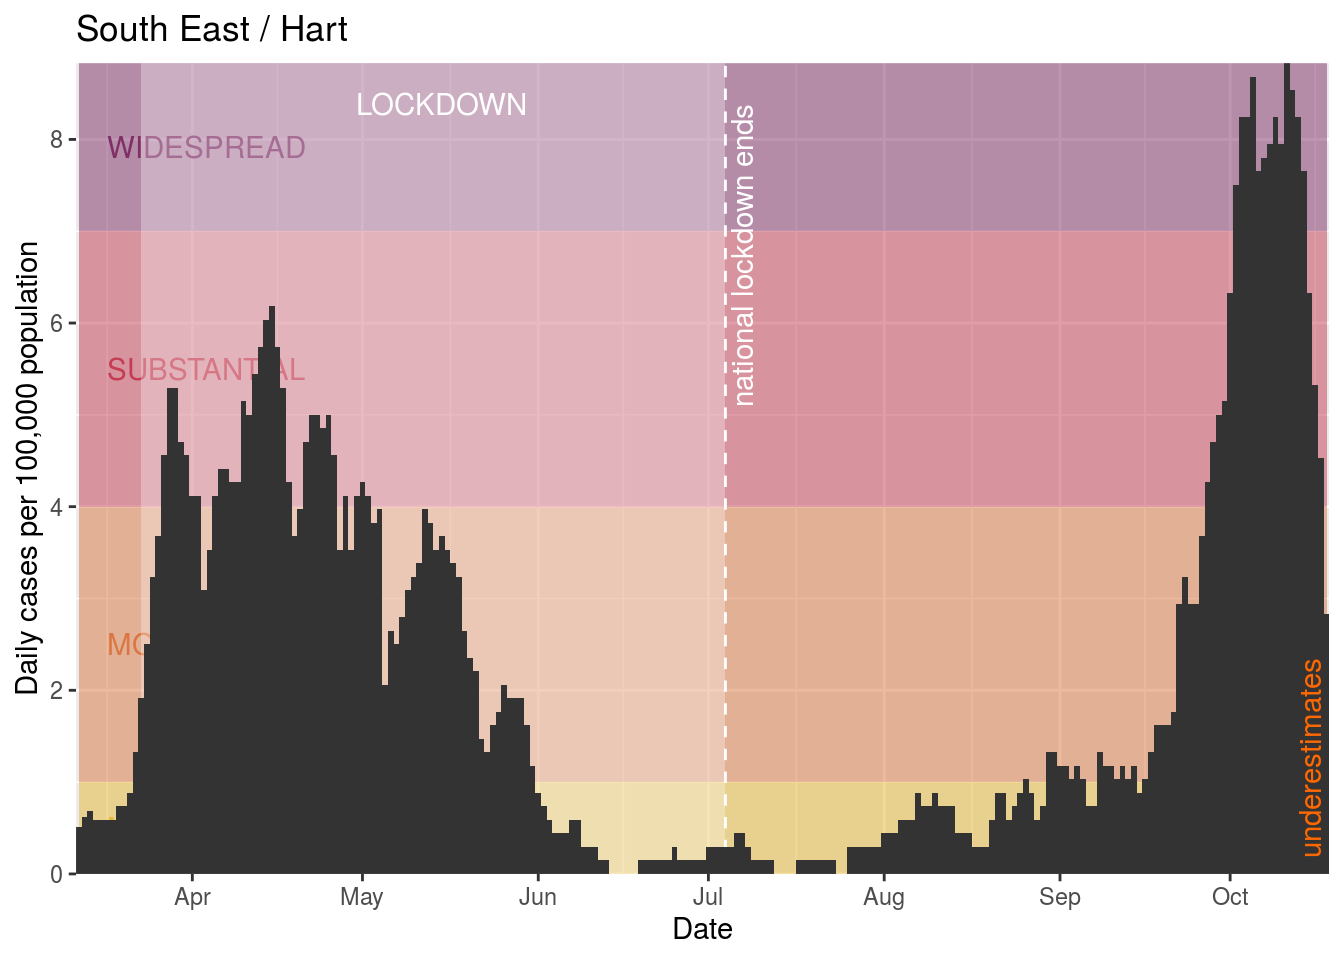 South East / Hart
LOCKDOWN
WIDESPREAD
national lockdown ends
SUBSTANTIAL
underestimates
Daily cases per 100,000 population
8
6
4
2
0
Apr
May
Jun
Jul
Aug
Sep
Oct
Date